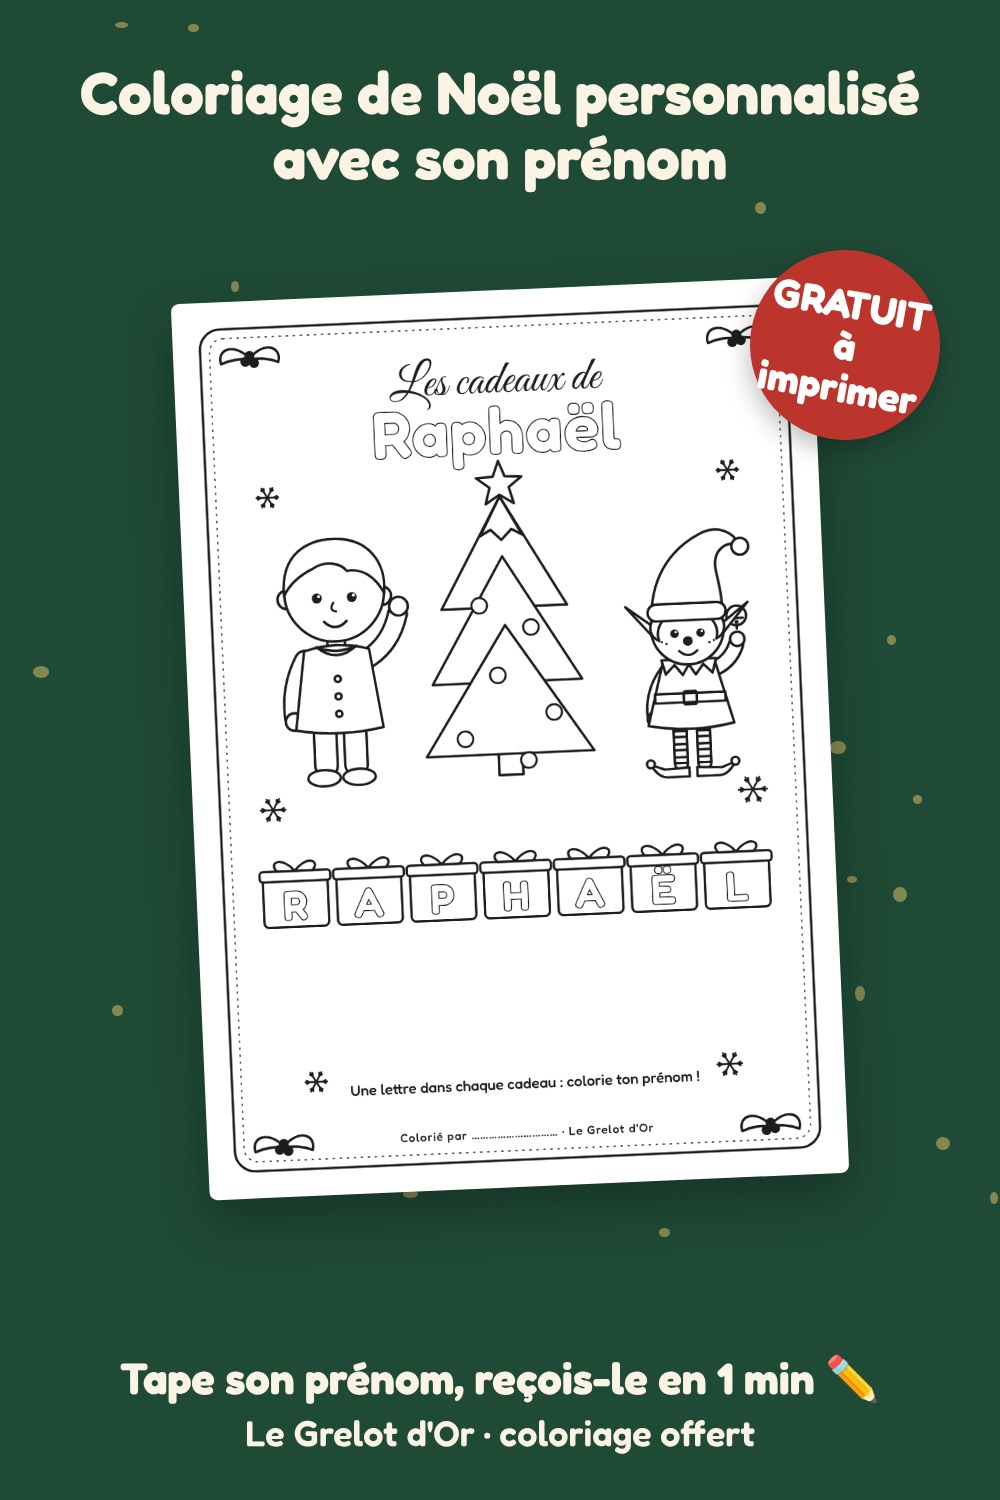 Coloriage de Noël personnalisé
avec son prénom
GRATUIT
à
imprimer
Les cadeaux de
Raphaël
R A P H A Ë L
Une lettre dans chaque cadeau : colorie ton prénom !
Colorié par .............................. · Le Grelot d'Or
Tape son prénom, reçois-le en 1 min ✏️
Le Grelot d'Or · coloriage offert